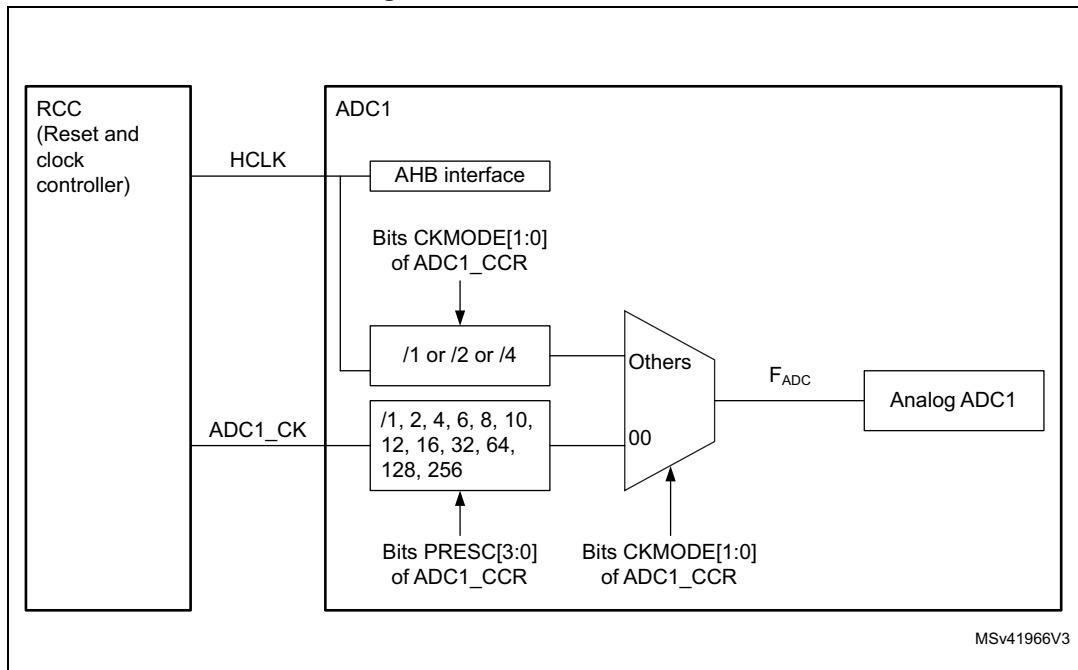 RCC
(Reset and
clock
controller)
HCLK
ADC1_CK
ADC1
AHB interface
Bits CKMODE[1:0]
of ADC1_CCR
/1 or /2 or /4
/1, 2, 4, 6, 8, 10,
12, 16, 32, 64,
128, 256
Bits PRESC[3:0]
of ADC1_CCR
Others
00
Bits CKMODE[1:0]
of ADC1_CCR
FADC
Analog ADC1
MSv41966V3